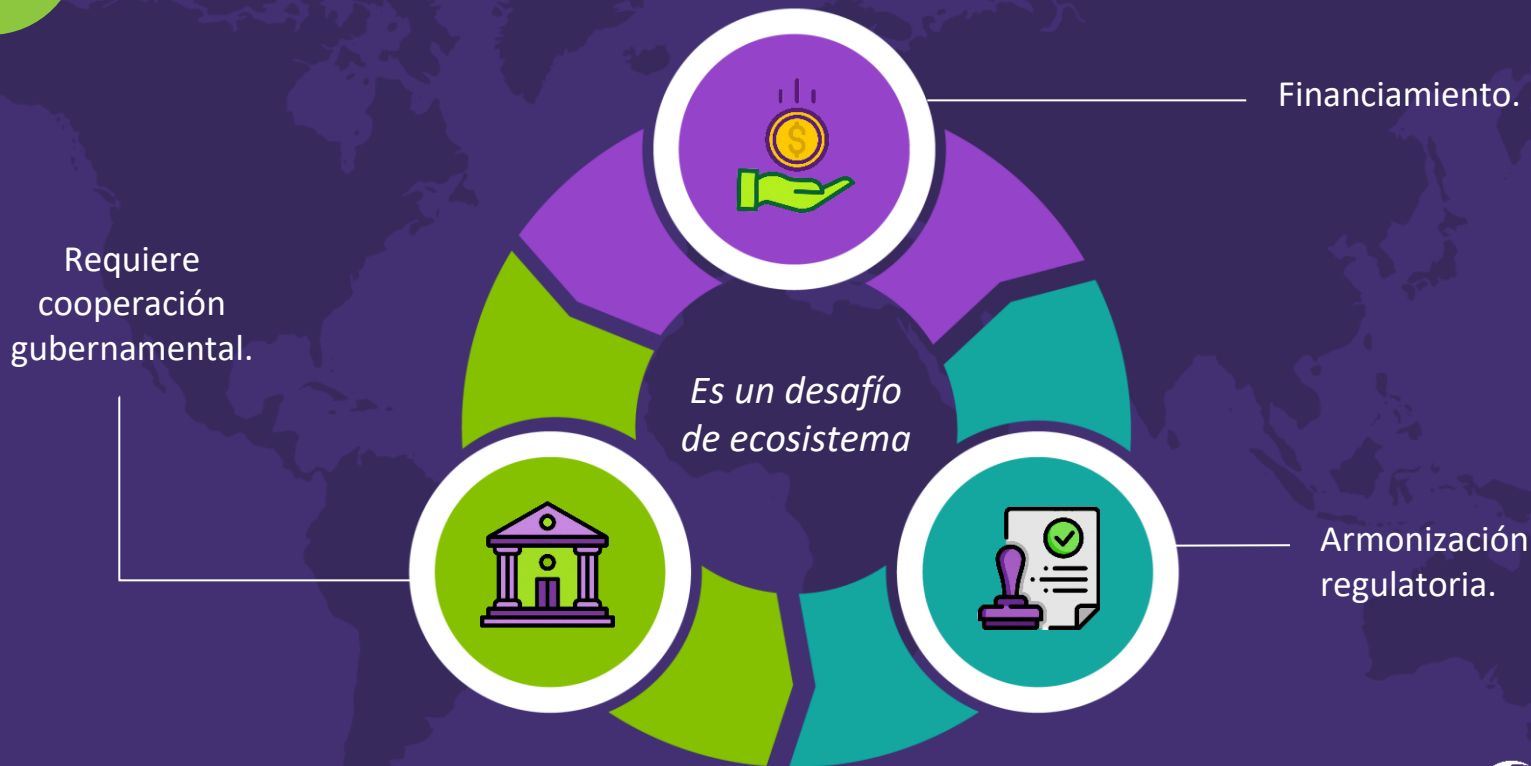 Financiamiento.
Requiere
cooperación
gubernamental.
Es un desafío
de ecosistema
Armonización
regulatoria.